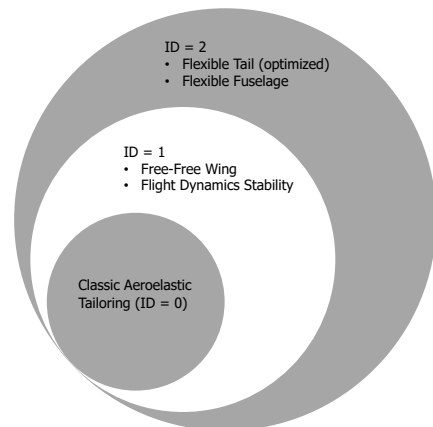 ID = 2
• Flexible Tail (optimized)
• Flexible Fuselage
ID = 1
• Free-Free Wing
• Flight Dynamics Stability
Classic Aeroelastic
Tailoring (ID = 0)